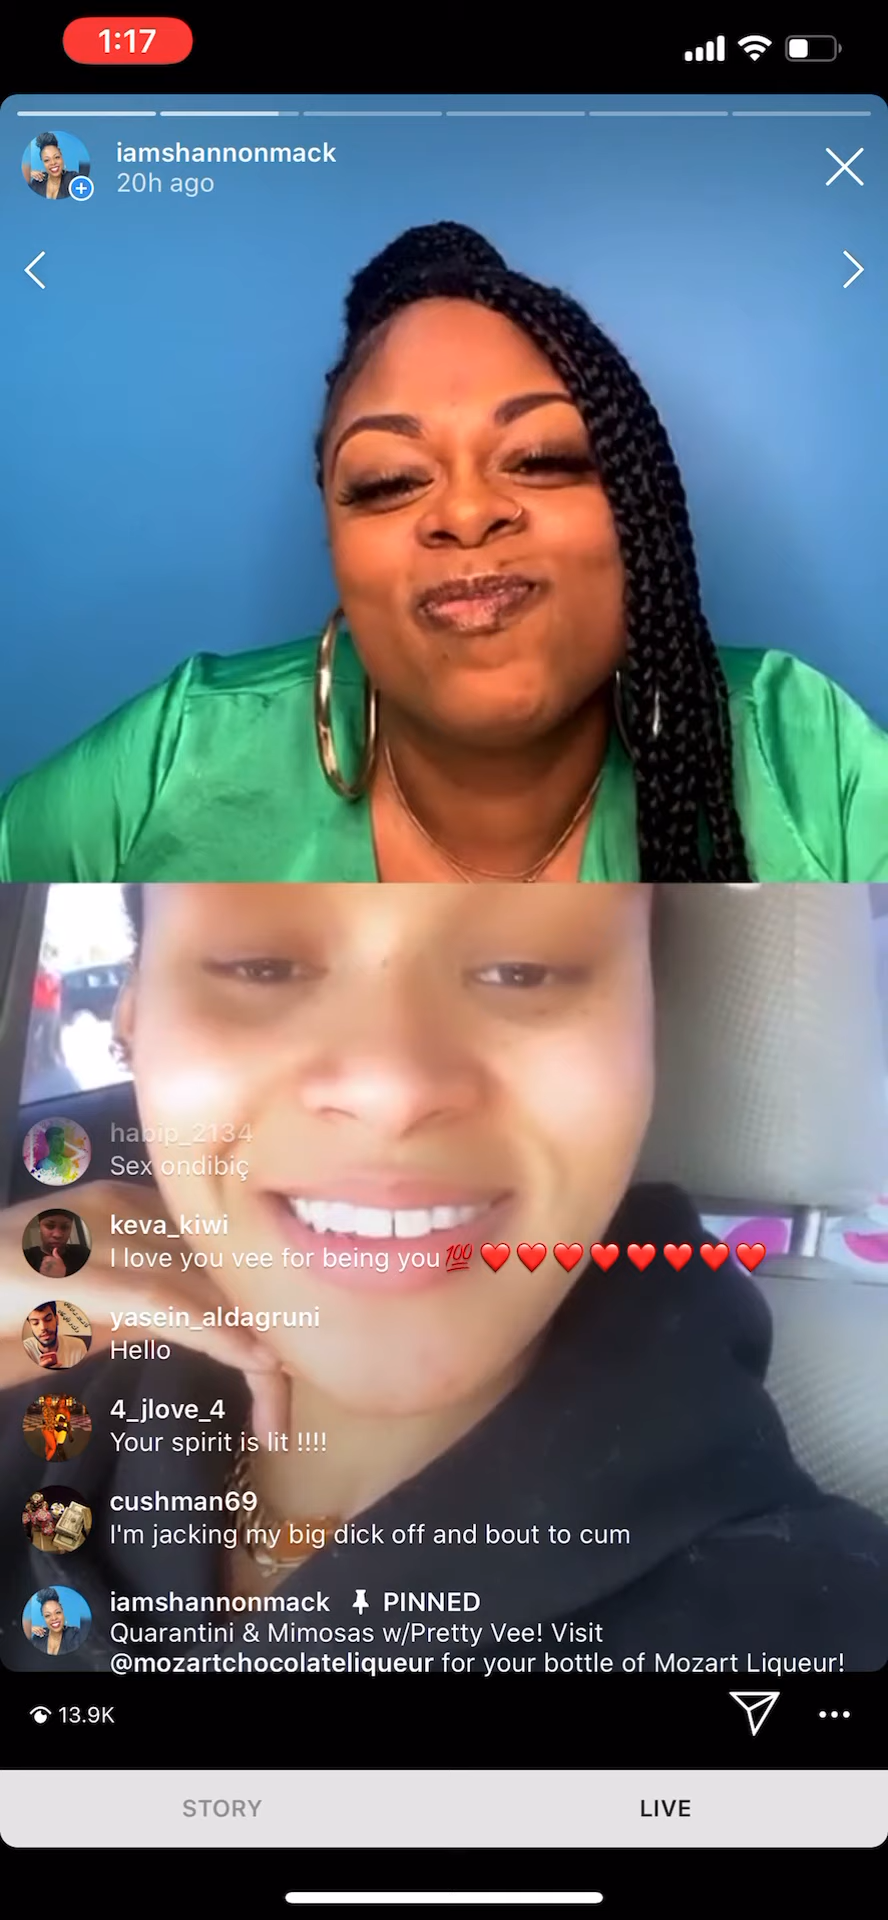 1:17
iamshannonmack
20h ago
habip_2134
Sex ondibiç
keva_kiwi
I love you vee for being you💯❤️❤️❤️❤️❤️❤️❤️❤️
yasein_aldagruni
Hello
4_jlove_4
Your spirit is lit !!!!
cushman69
I'm jacking my big dick off and bout to cum
iamshannonmack PINNED
Quarantini & Mimosas w/Pretty Vee! Visit
@mozartchocolateliqueur for your bottle of Mozart Liqueur!
13.9K
STORY LIVE